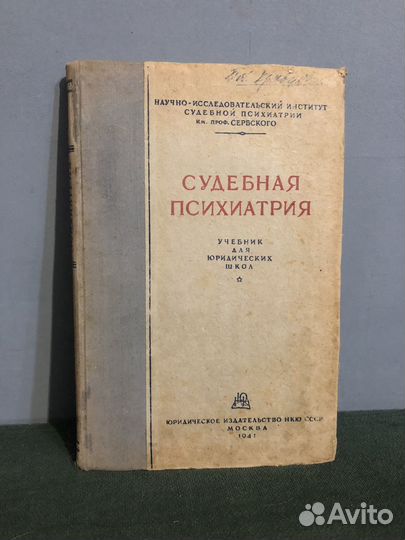 НАУЧНО-ИССЛЕДОВАТЕЛЬСКИЙ ИНСТИТУТ
СУДЕБНОЙ ПСИХИАТРИИ
ИМ. ПРОФ. СЕРБСКОГО
СУДЕБНАЯ
ПСИХИАТРИЯ
УЧЕБНИК
ДЛЯ
ЮРИДИЧЕСКИХ
ШКОЛ
ЮРИДИЧЕСКОЕ ИЗДАТЕЛЬСТВО НКЮ СССР
МОСКВА
1941
Avito